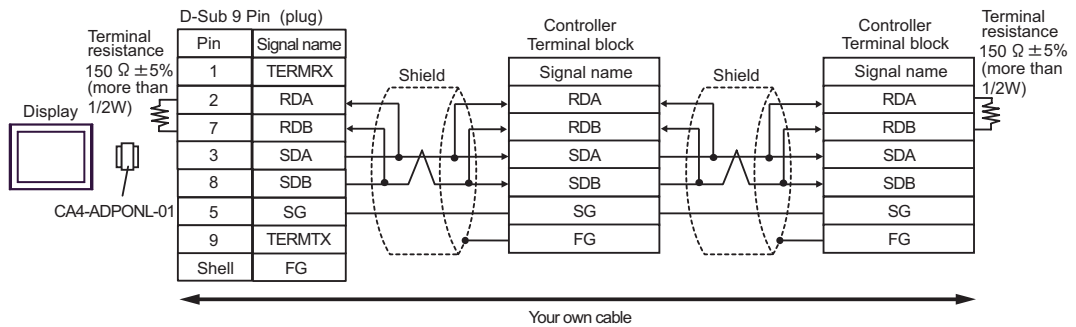 D-Sub 9 Pin (plug)
Terminal
resistance
150 Ω ±5%
(more than
1/2W)
Display
CA4-ADPONL-01
Pin Signal name
1 TERMRX
2 RDA
7 RDB
3 SDA
8 SDB
5 SG
9 TERMTX
Shell FG
Shield
Controller
Terminal block
Signal name
RDA
RDB
SDA
SDB
SG
FG
Shield
Controller
Terminal block
Signal name
RDA
RDB
SDA
SDB
SG
FG
Terminal
resistance
150 Ω ±5%
(more than
1/2W)
Your own cable